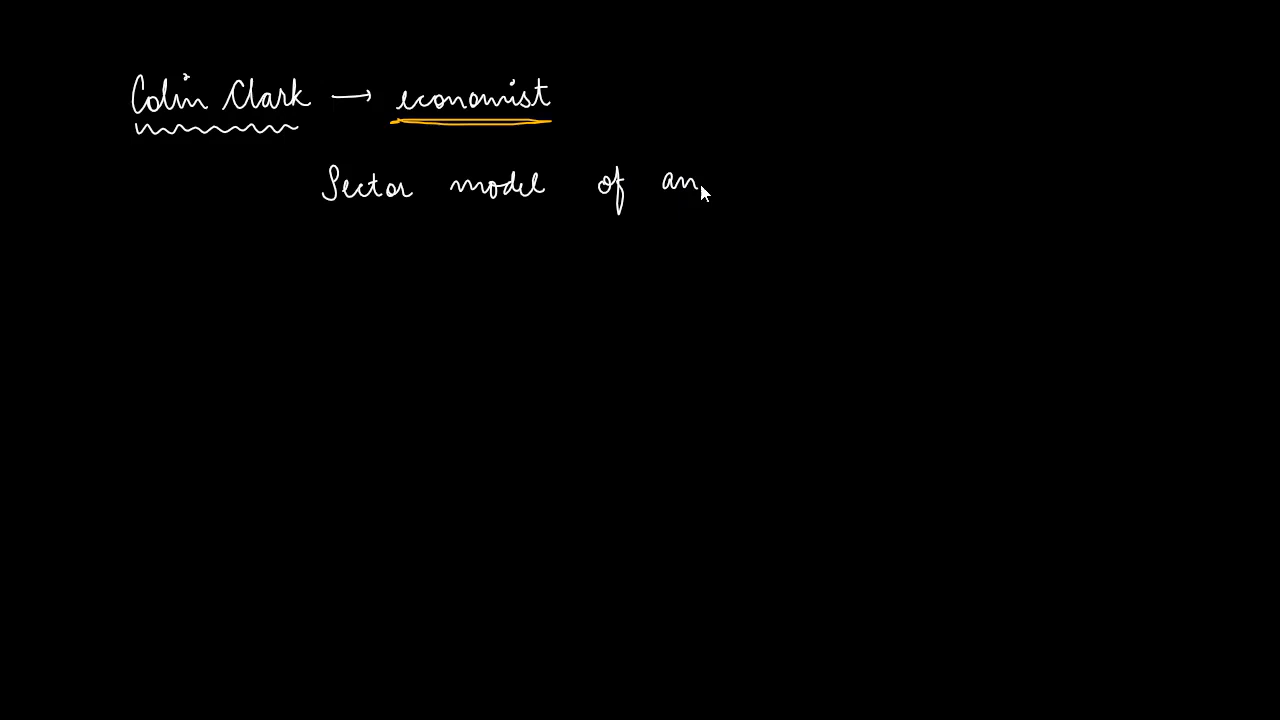 Colin Clark → economist
Sector model of an